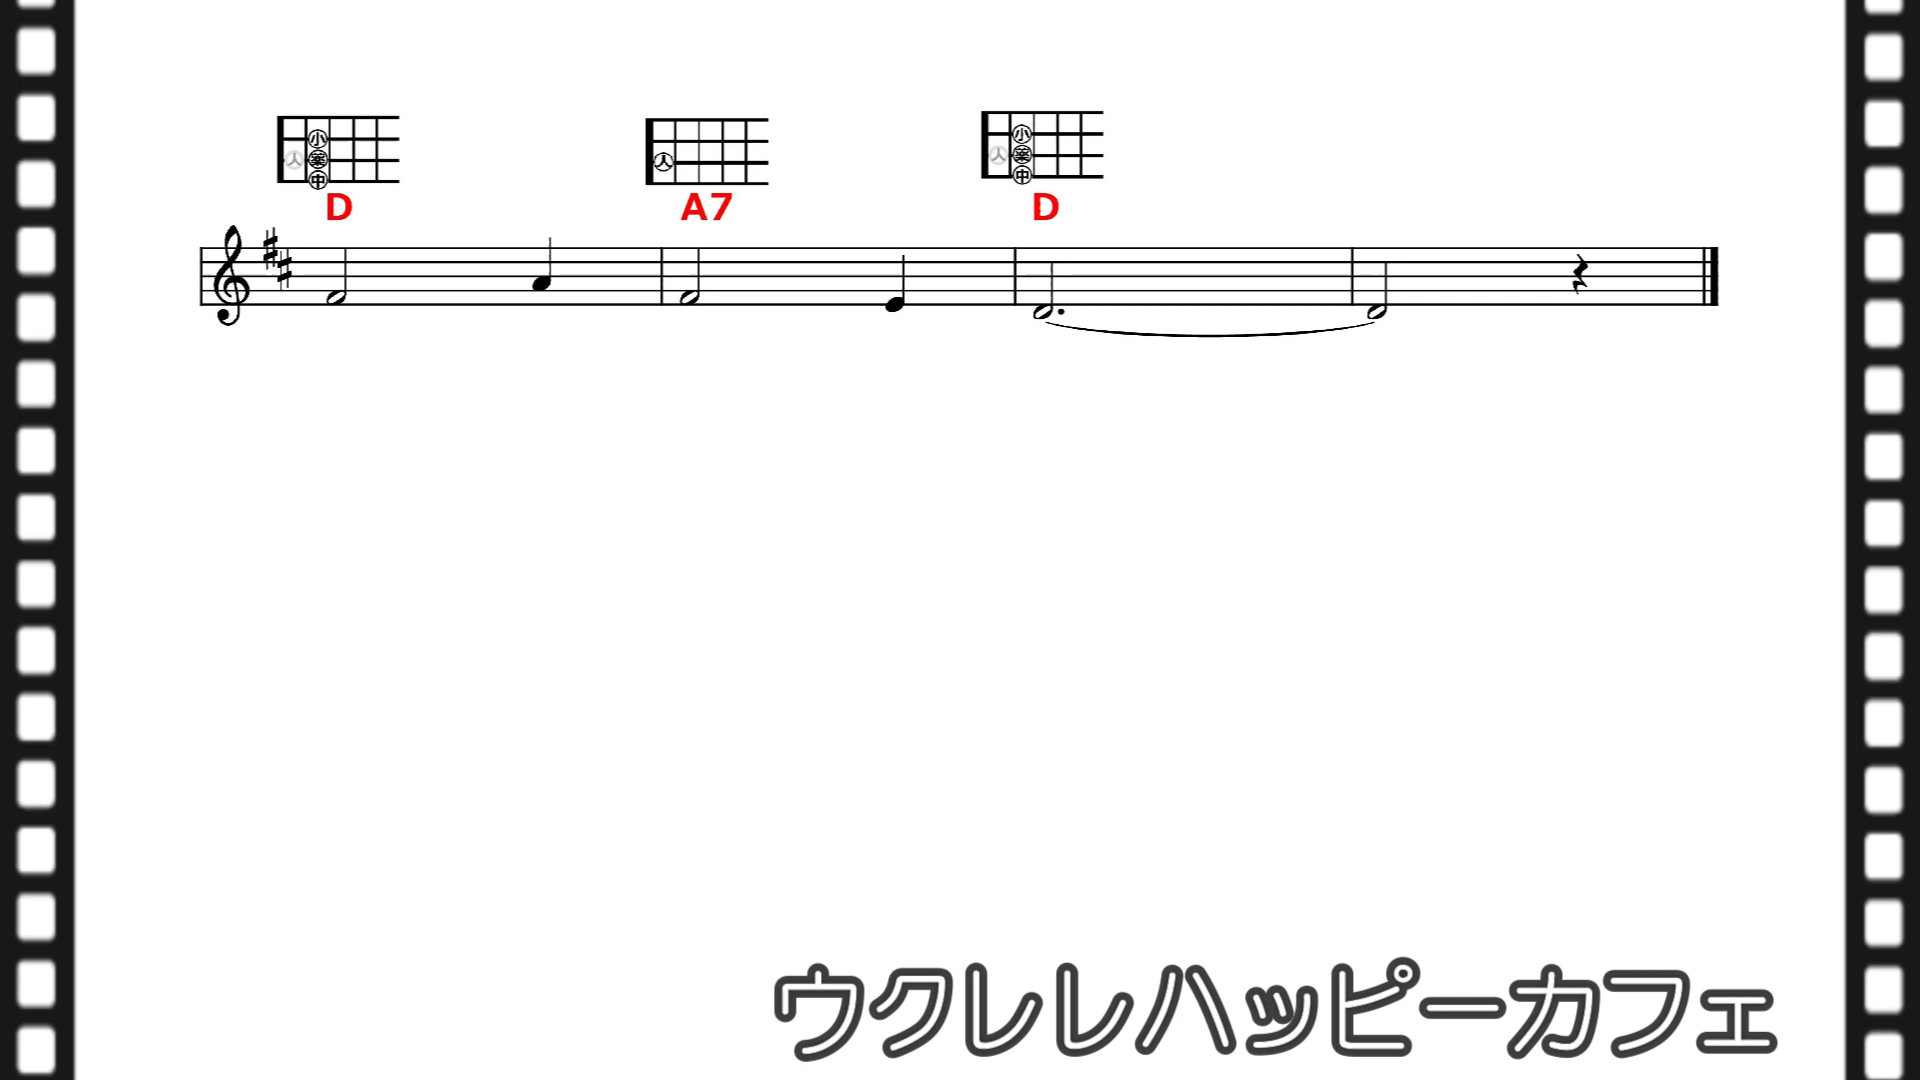 小 小
人 薬 人 人 薬
中 中
D A7 D
ウクレレハッピーカフェ